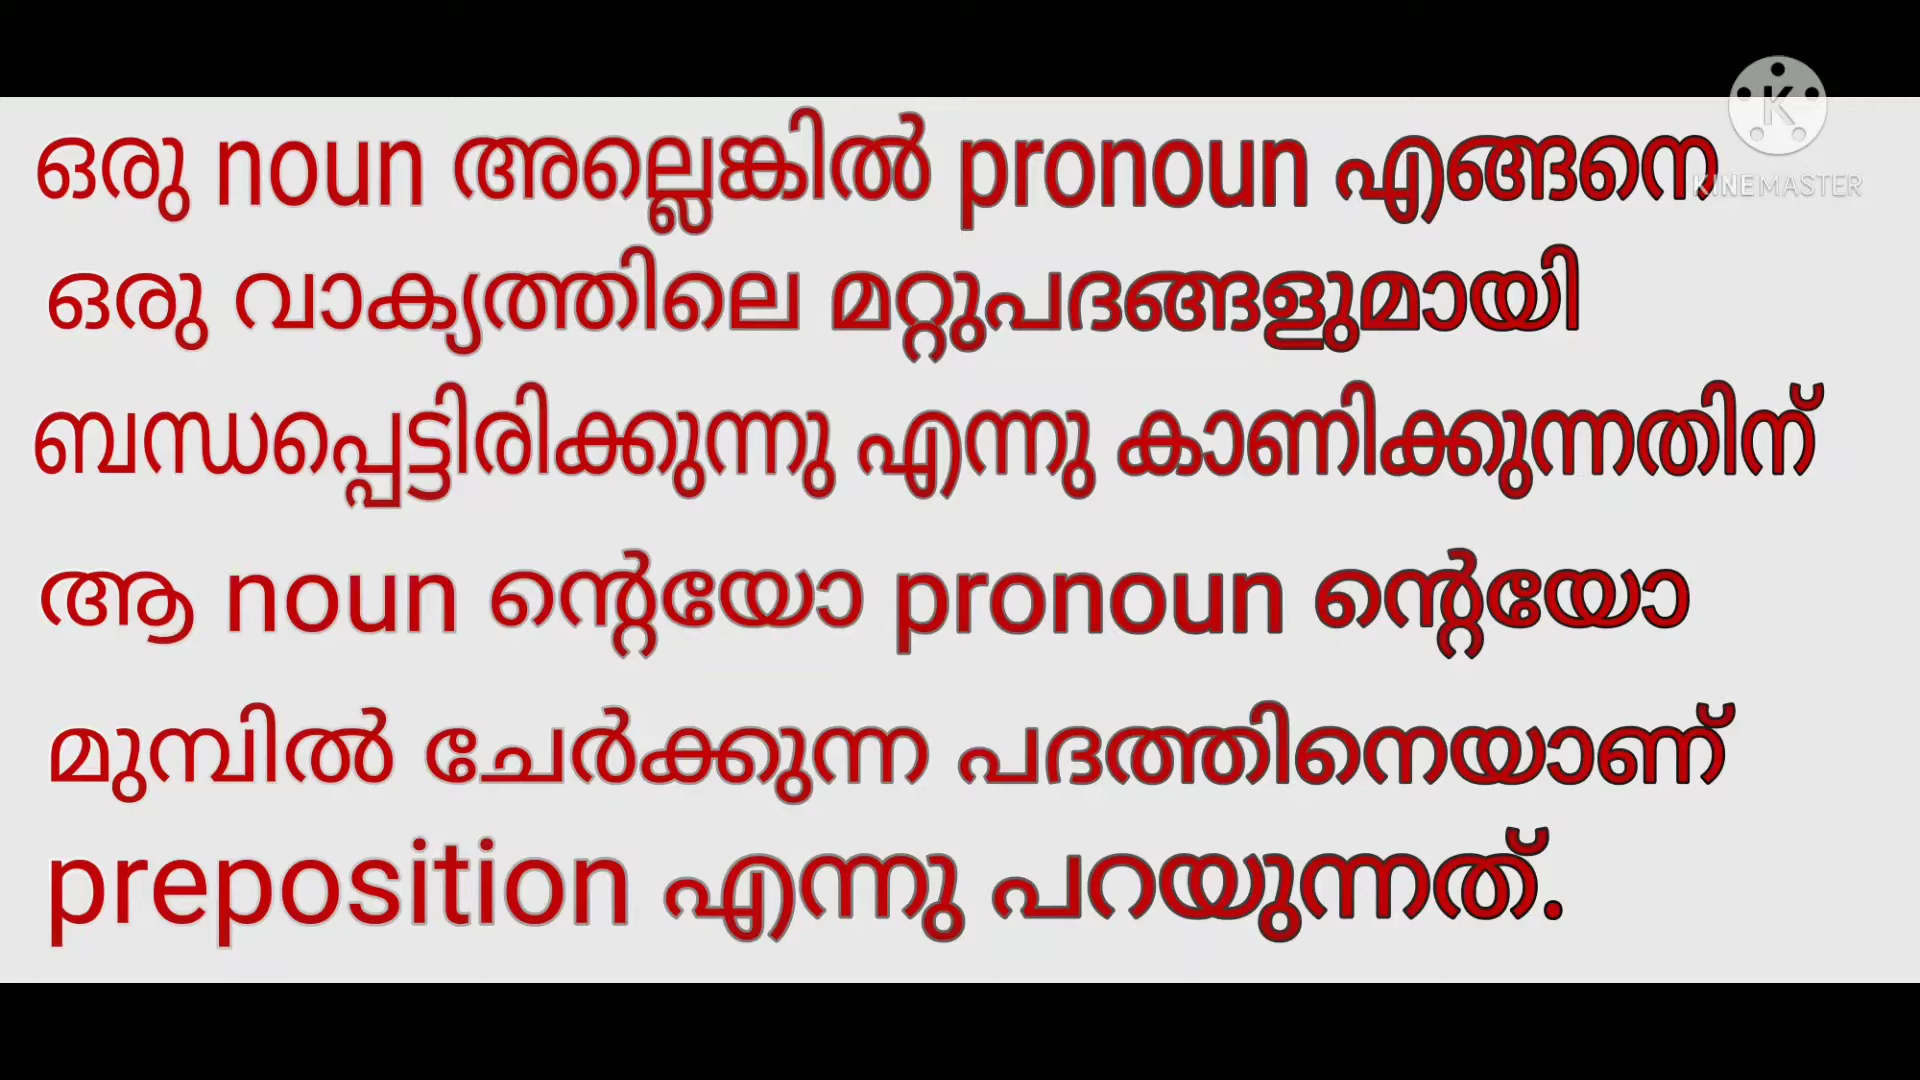 ഒരു noun അല്ലെങ്കിൽ pronoun എങ്ങനെ
ഒരു വാക്യത്തിലെ മറ്റുപദങ്ങളുമായി
ബന്ധപ്പെട്ടിരിക്കുന്നു എന്നു കാണിക്കുന്നതിന്
ആ noun ന്റെയോ pronoun ന്റെയോ
മുമ്പിൽ ചേർക്കുന്ന പദത്തിനെയാണ്
preposition എന്നു പറയുന്നത്.
K
KINEMASTER